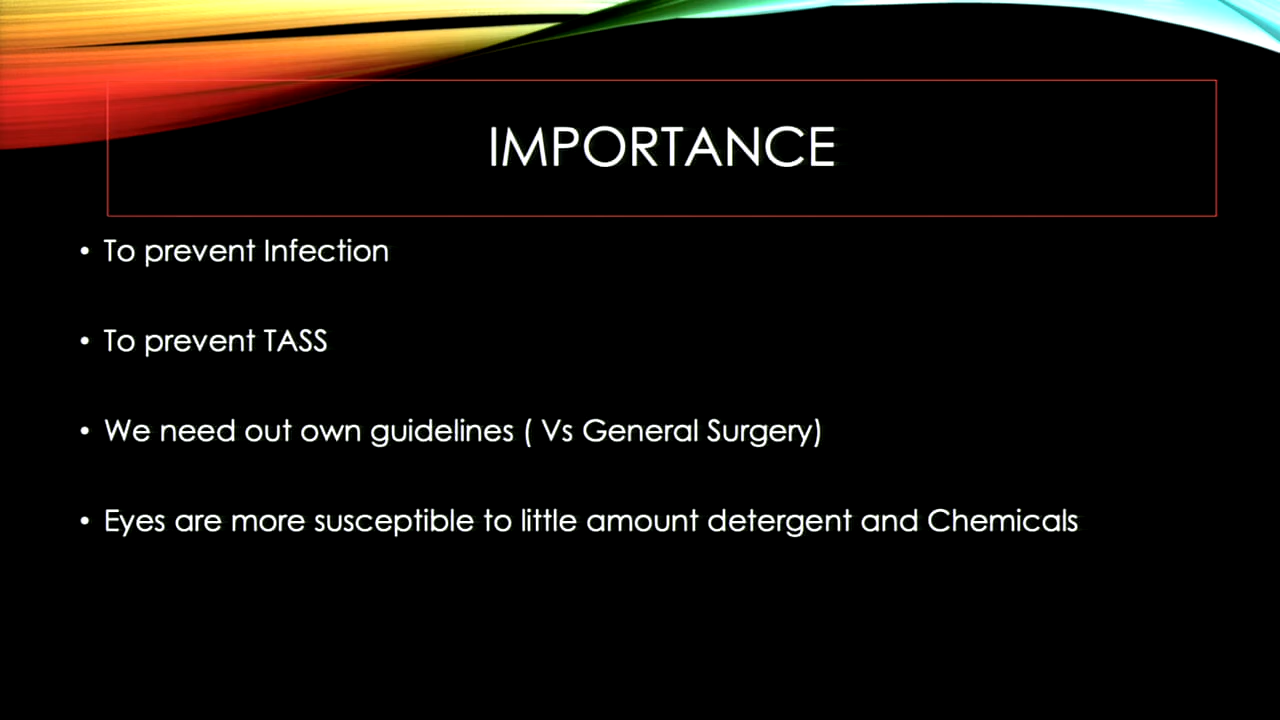 IMPORTANCE
• To prevent Infection
• To prevent TASS
• We need out own guidelines ( Vs General Surgery)
• Eyes are more susceptible to little amount detergent and Chemicals